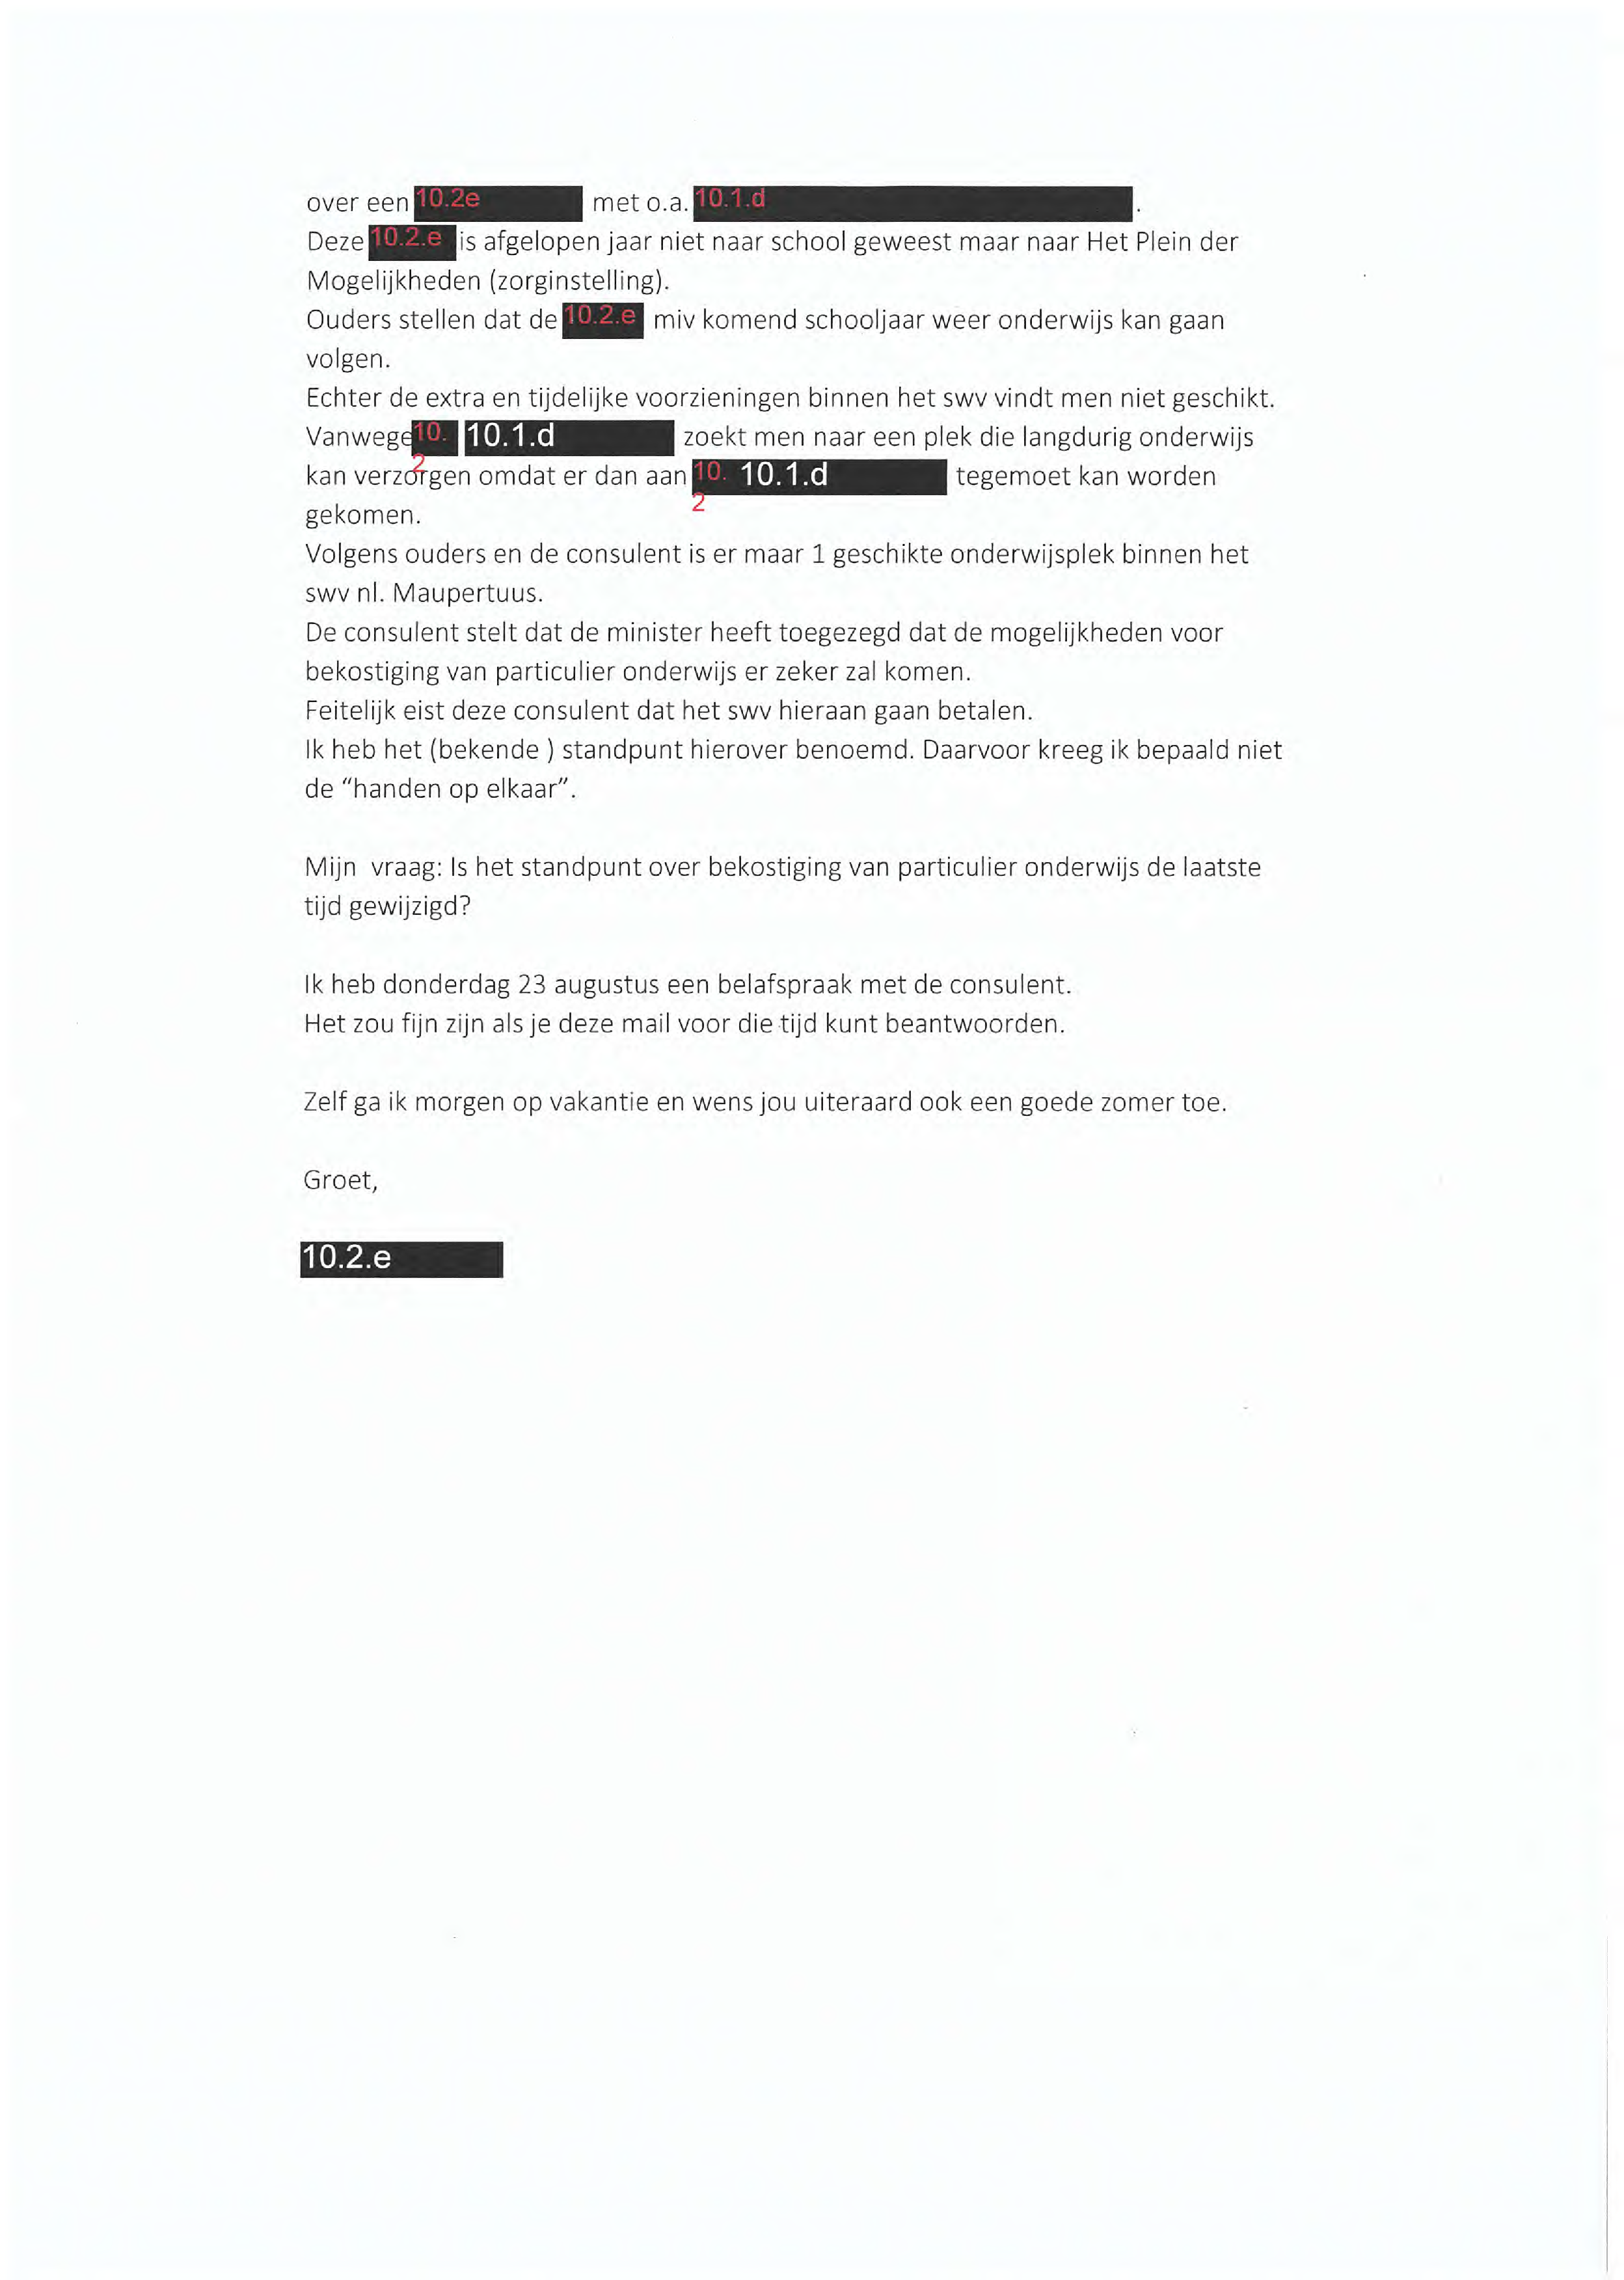 over een 10.2e met o.a. 10.1.d .
Deze 10.2.e is afgelopen jaar niet naar school geweest maar naar Het Plein der
Mogelijkheden (zorginstelling).
Ouders stellen dat de 10.2.e miv komend schooljaar weer onderwijs kan gaan
volgen.
Echter de extra en tijdelijke voorzieningen binnen het swv vindt men niet geschikt.
Vanwege 10.2 10.1.d zoekt men naar een plek die langdurig onderwijs
kan verzorgen omdat er dan aan 10.2 10.1.d tegemoet kan worden
gekomen.
Volgens ouders en de consulent is er maar 1 geschikte onderwijsplek binnen het
swv nl. Maupertuus.
De consulent stelt dat de minister heeft toegezegd dat de mogelijkheden voor
bekostiging van particulier onderwijs er zeker zal komen.
Feitelijk eist deze consulent dat het swv hieraan gaan betalen.
Ik heb het (bekende ) standpunt hierover benoemd. Daarvoor kreeg ik bepaald niet
de "handen op elkaar".
Mijn vraag: Is het standpunt over bekostiging van particulier onderwijs de laatste
tijd gewijzigd?
Ik heb donderdag 23 augustus een belafspraak met de consulent.
Het zou fijn zijn als je deze mail voor die tijd kunt beantwoorden.
Zelf ga ik morgen op vakantie en wens jou uiteraard ook een goede zomer toe.
Groet,
10.2.e